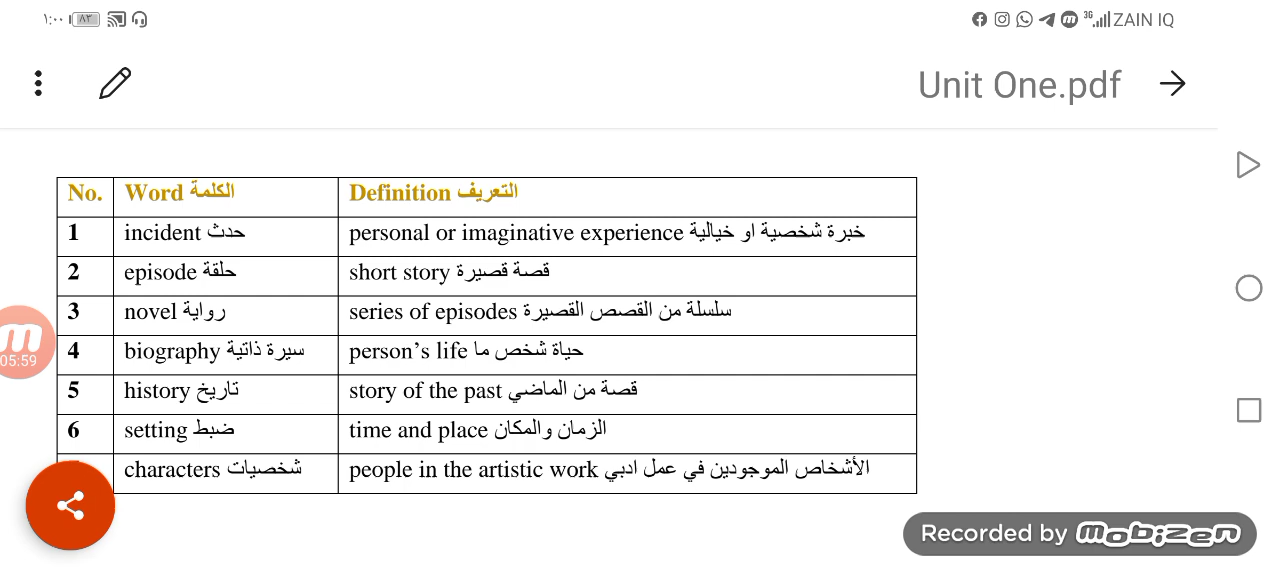 ١:٠٠ ٨٣ 3G ZAIN IQ
Unit One.pdf
No. Word الكلمة Definition التعريف
1 incident حدث personal or imaginative experience خبرة شخصية او خيالية
2 episode حلقة short story قصة قصيرة
3 novel رواية series of episodes سلسلة من القصص القصيرة
4 biography سيرة ذاتية person’s life حياة شخص ما
5 history تاريخ story of the past قصة من الماضي
6 setting ضبط time and place الزمان والمكان
characters شخصيات people in the artistic work الأشخاص الموجودين في عمل ادبي
05:59
Recorded by mobizen